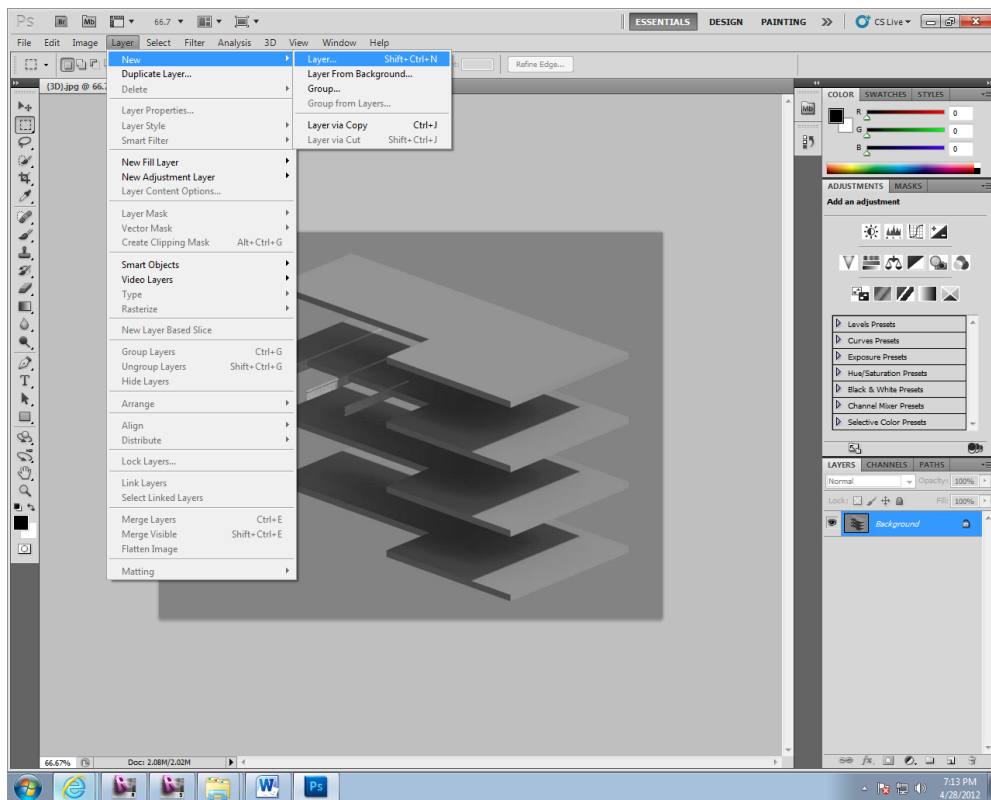 Ps Br Mb 66.7 ESSENTIALS DESIGN PAINTING CS Live
File Edit Image Layer Select Filter Analysis 3D View Window Help
Refine Edge...
(3D).jpg @ 66.7
New
Duplicate Layer...
Delete
Layer Properties...
Layer Style
Smart Filter
New Fill Layer
New Adjustment Layer
Layer Content Options...
Layer Mask
Vector Mask
Create Clipping Mask Alt+Ctrl+G
Smart Objects
Video Layers
Type
Rasterize
New Layer Based Slice
Group Layers Ctrl+G
Ungroup Layers Shift+Ctrl+G
Hide Layers
Arrange
Align
Distribute
Lock Layers...
Link Layers
Select Linked Layers
Merge Layers Ctrl+E
Merge Visible Shift+Ctrl+E
Flatten Image
Matting
Layer... Shift+Ctrl+N
Layer From Background...
Group...
Group from Layers...
Layer via Copy Ctrl+J
Layer via Cut Shift+Ctrl+J
Mb
COLOR SWATCHES STYLES
R 0
G 0
B 0
ADJUSTMENTS MASKS
Add an adjustment
Levels Presets
Curves Presets
Exposure Presets
Hue/Saturation Presets
Black & White Presets
Channel Mixer Presets
Selective Color Presets
LAYERS CHANNELS PATHS
Normal Opacity: 100%
Lock: Fill: 100%
Background
66.67% Doc: 2.08M/2.02M
W Ps
7:13 PM
4/28/2012